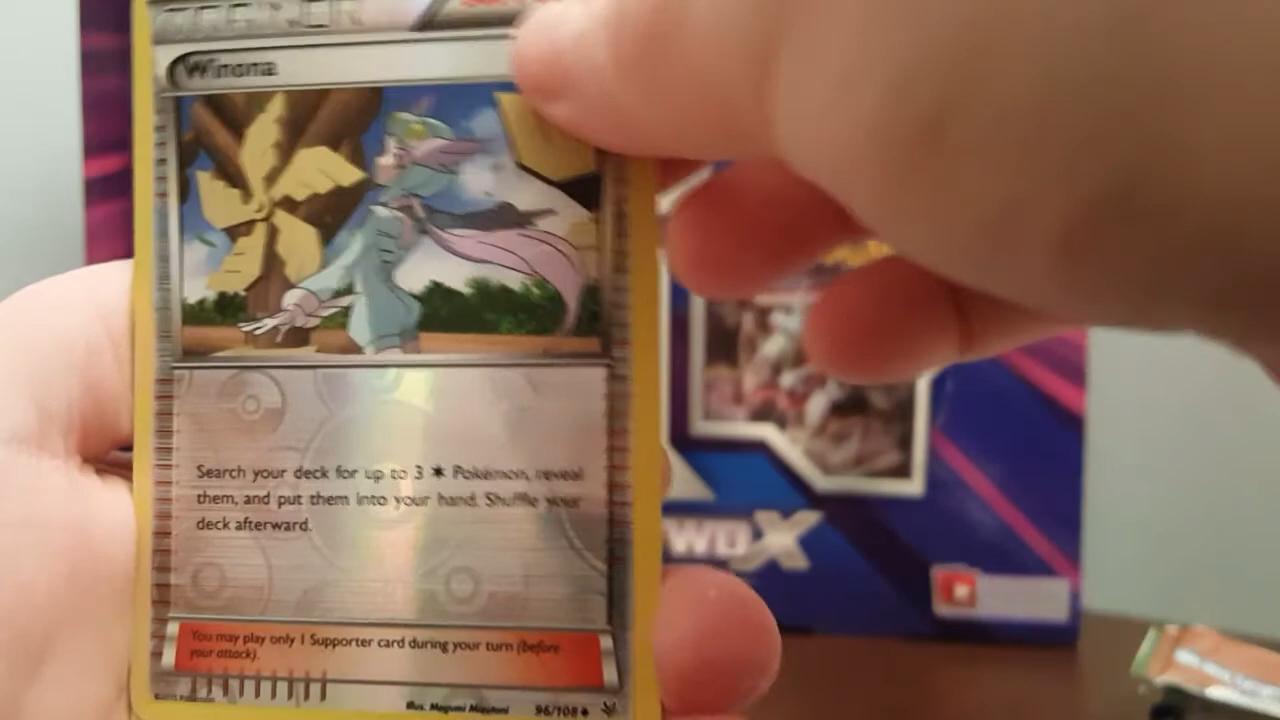 TRAINER
Winona
Search your deck for up to 3 ✱ Pokémon, reveal
them, and put them into your hand. Shuffle your
deck afterward.
You may play only 1 Supporter card during your turn (before
your attack).
Illus. Megumi Mizutani 96/108